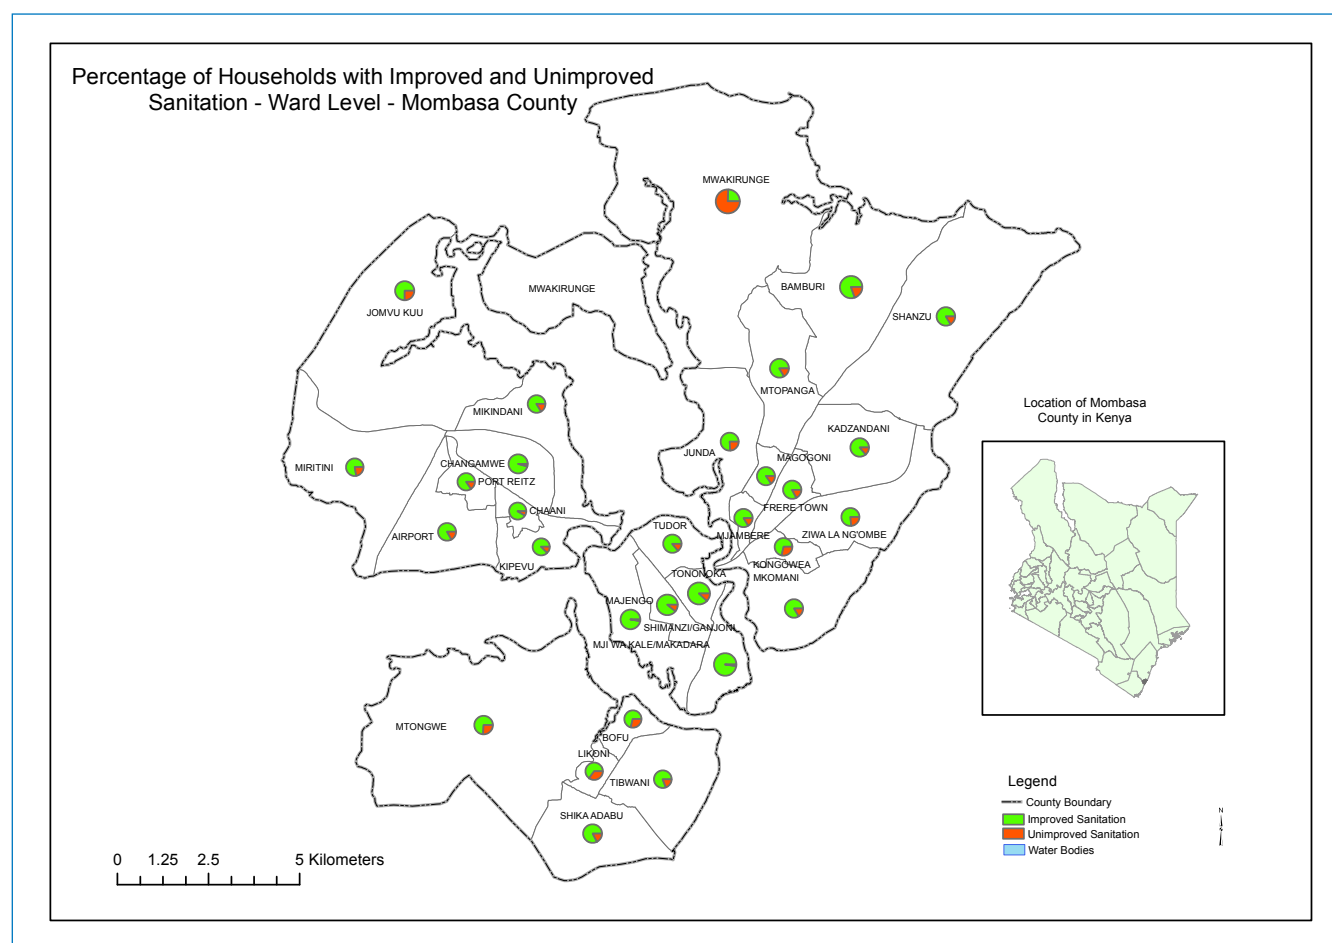 Percentage of Households with Improved and Unimproved
Sanitation - Ward Level - Mombasa County
MWAKIRUNGE
BAMBURI
MWAKIRUNGE
JOMVU KUU
SHANZU
MTOPANGA
Location of Mombasa
County in Kenya
MIKINDANI
KADZANDANI
JUNDA
MAGOGONI
CHANGAMWE
MIRITINI
PORT REITZ
CHAANI
FRERE TOWN
TUDOR
MJAMBERE
ZIWA LA NG'OMBE
AIRPORT
KIPEVU
KONGOWEA
TONONOKA
MKOMANI
MAJENGO
SHIMANZI/GANJONI
MJI WA KALE/MAKADARA
MTONGWE
BOFU
LIKONI
TIBWANI
SHIKA ADABU
Legend
County Boundary
Improved Sanitation
Unimproved Sanitation
Water Bodies
N
0 1.25 2.5 5 Kilometers